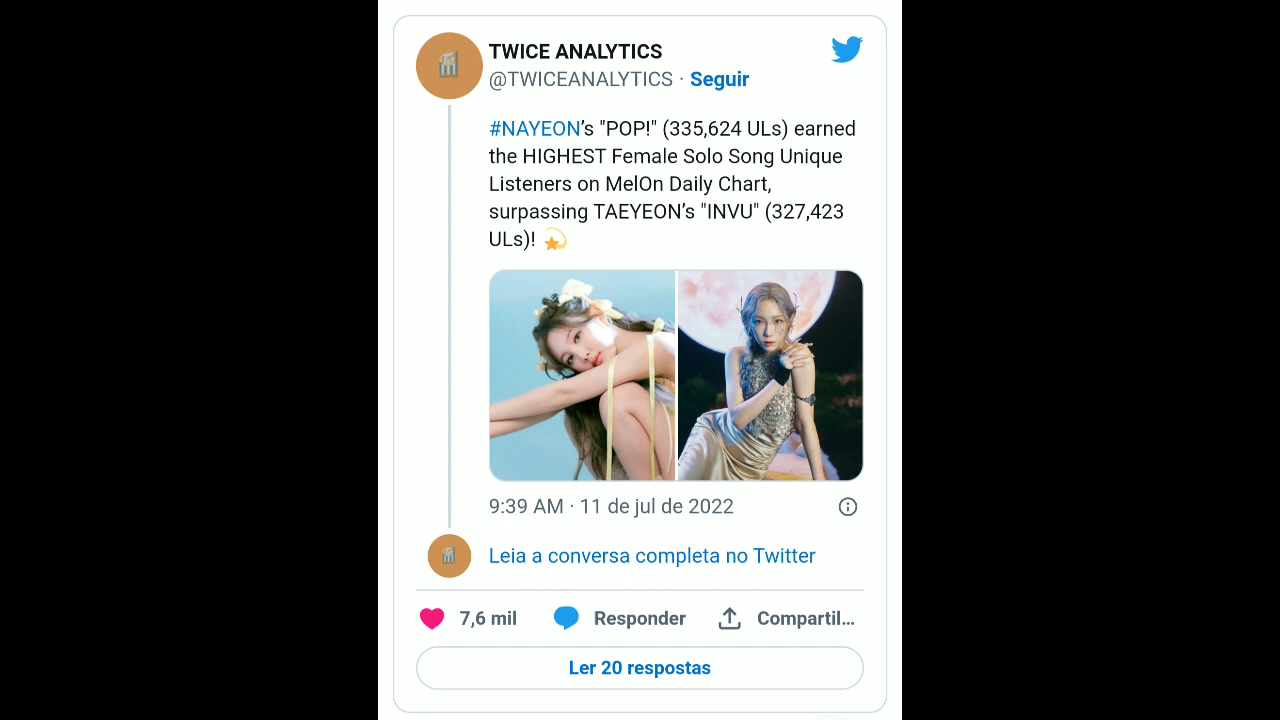 TWICE ANALYTICS
@TWICEANALYTICS · Seguir
#NAYEON’s "POP!" (335,624 ULs) earned
the HIGHEST Female Solo Song Unique
Listeners on MelOn Daily Chart,
surpassing TAEYEON’s "INVU" (327,423
ULs)! 💫
9:39 AM · 11 de jul de 2022
Leia a conversa completa no Twitter
7,6 mil Responder Compartil...
Ler 20 respostas